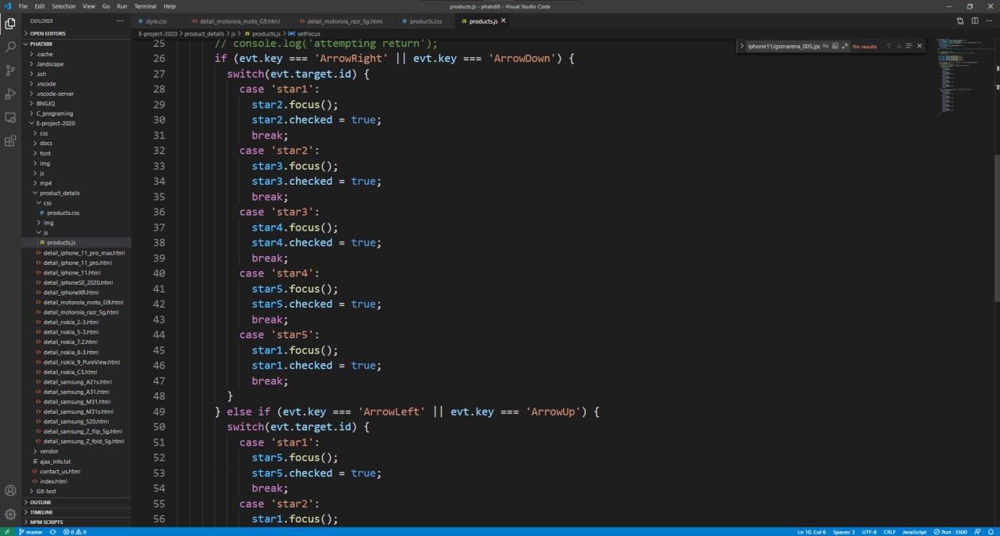 File Edit Selection View Go Run Terminal Help
products.js - phatx88 - Visual Studio Code
EXPLORER
style.css
detail_motorola_moto_G9.html
detail_motorola_razr_5g.html
products.css
JS products.js
OPEN EDITORS
PHATX88
.cache
.landscape
.ssh
.vscode
.vscode-server
BNGJQ
C_programing
E-project-2020
css
docs
font
img
js
mp4
product_details
css
# products.css
img
js
JS products.js
detail_iphone_11_pro_max.html
detail_iphone_11_pro.html
detail_iphone_11.html
detail_iphoneSE_2020.html
detail_iphoneXR.html
detail_motorola_moto_G9.html
detail_motorola_razr_5g.html
detail_nokia_2-3.html
detail_nokia_5-3.html
detail_nokia_7.2.html
detail_nokia_8-3.html
detail_nokia_9_PureView.html
detail_nokia_C3.html
detail_samsung_A21s.html
detail_samsung_A31.html
detail_samsung_M31.html
detail_samsung_M31s.html
detail_samsung_S20.html
detail_samsung_Z_flip_5g.html
detail_samsung_Z_fold_5g.html
vendor
ajax_info.txt
contact_us.html
index.html
Git-test
OUTLINE
TIMELINE
NPM SCRIPTS
E-project-2020 > product_details > js > JS products.js > setFocus
iphone11/gsmarena_005.jpg Aa No results
25 // console.log('attempting return');
26 if (evt.key === 'ArrowRight' || evt.key === 'ArrowDown') {
27 switch(evt.target.id) {
28 case 'star1':
29 star2.focus();
30 star2.checked = true;
31 break;
32 case 'star2':
33 star3.focus();
34 star3.checked = true;
35 break;
36 case 'star3':
37 star4.focus();
38 star4.checked = true;
39 break;
40 case 'star4':
41 star5.focus();
42 star5.checked = true;
43 break;
44 case 'star5':
45 star1.focus();
46 star1.checked = true;
47 break;
48 }
49 } else if (evt.key === 'ArrowLeft' || evt.key === 'ArrowUp') {
50 switch(evt.target.id) {
51 case 'star1':
52 star5.focus();
53 star5.checked = true;
54 break;
55 case 'star2':
56 star1.focus();
master 0 0
Ln 10, Col 6 Spaces: 2 UTF-8 CRLF JavaScript Port : 5500